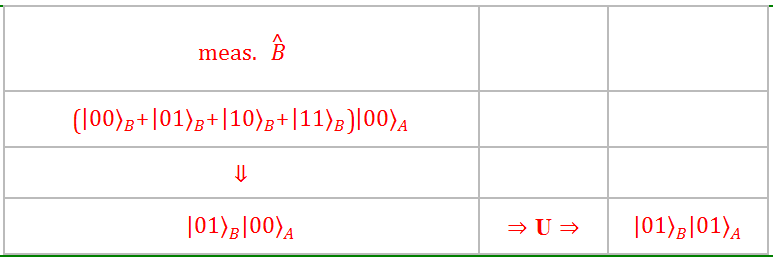 meas. B̂
(|00⟩_B+|01⟩_B+|10⟩_B+|11⟩_B)|00⟩_A
⇓
|01⟩_B|00⟩_A ⇒ U ⇒ |01⟩_B|01⟩_A